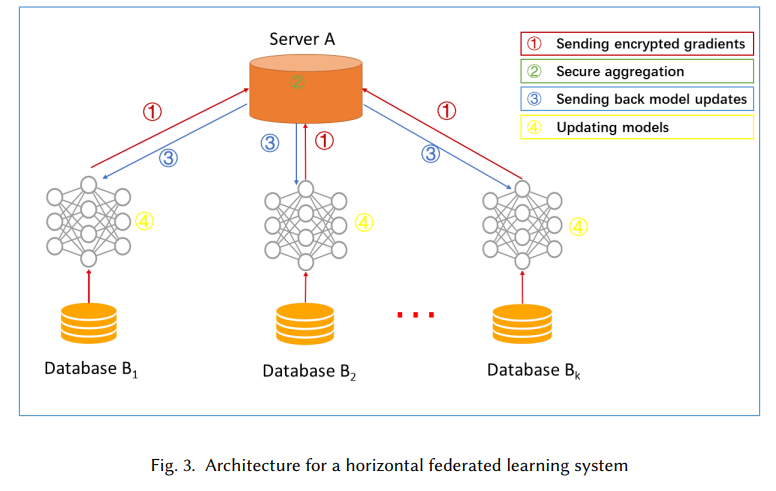 Server A
① Sending encrypted gradients
② Secure aggregation
③ Sending back model updates
④ Updating models
②
① ③ ③ ① ③ ①
④ ④ ④
...
Database B₁ Database B₂ Database Bₖ
Fig. 3. Architecture for a horizontal federated learning system